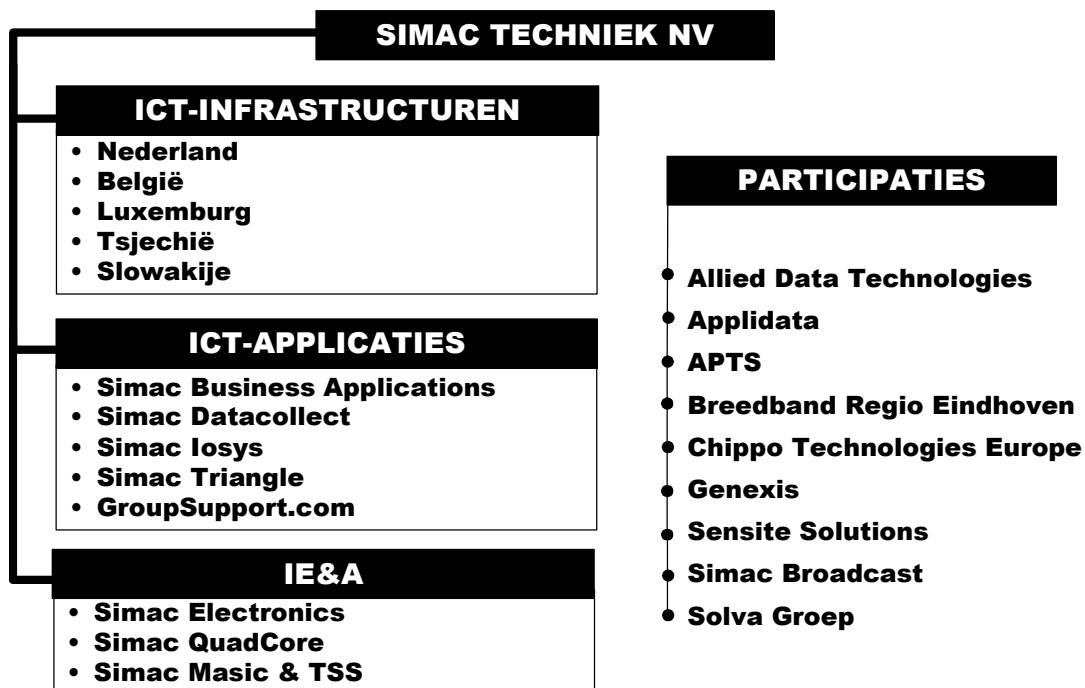 SIMAC TECHNIEK NV
ICT-INFRASTRUCTUREN
• Nederland
• België
• Luxemburg
• Tsjechië
• Slowakije
ICT-APPLICATIES
• Simac Business Applications
• Simac Datacollect
• Simac Iosys
• Simac Triangle
• GroupSupport.com
IE&A
• Simac Electronics
• Simac QuadCore
• Simac Masic & TSS
PARTICIPATIES
• Allied Data Technologies
• Applidata
• APTS
• Breedband Regio Eindhoven
• Chippo Technologies Europe
• Genexis
• Sensite Solutions
• Simac Broadcast
• Solva Groep